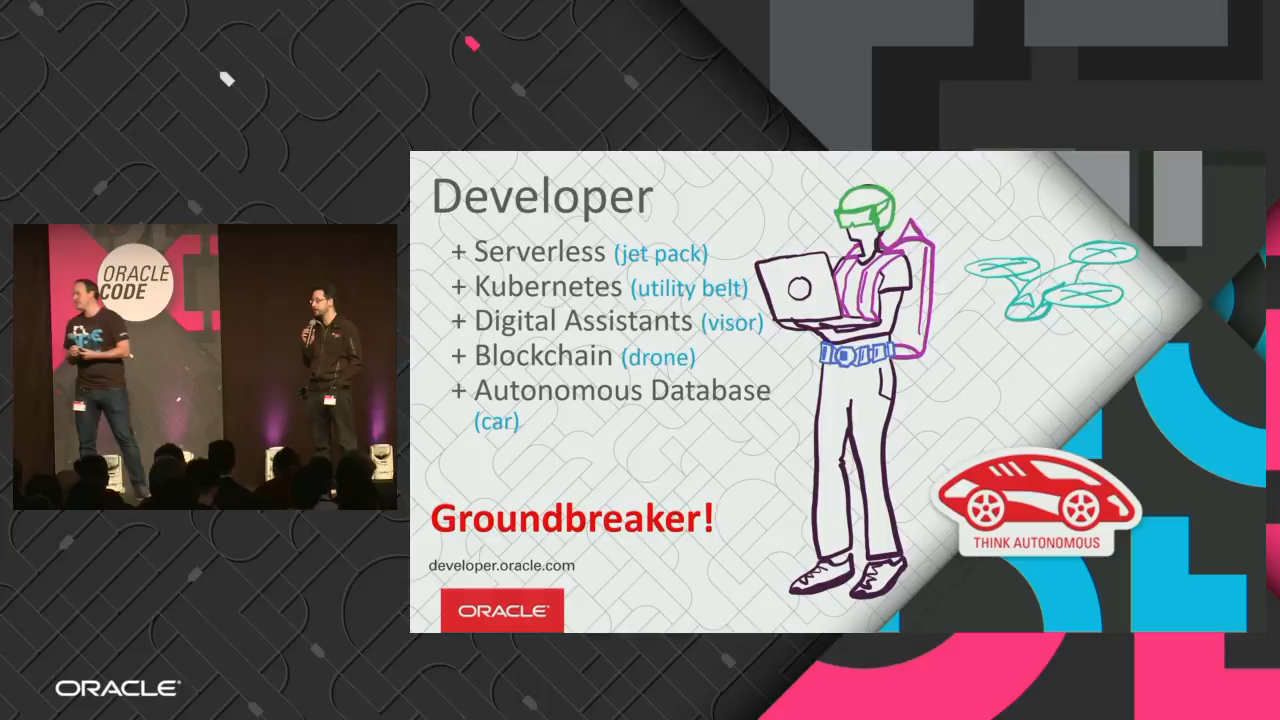 ORACLE
CODE
Developer
+ Serverless (jet pack)
+ Kubernetes (utility belt)
+ Digital Assistants (visor)
+ Blockchain (drone)
+ Autonomous Database
(car)
Groundbreaker!
developer.oracle.com
ORACLE®
THINK AUTONOMOUS
ORACLE®